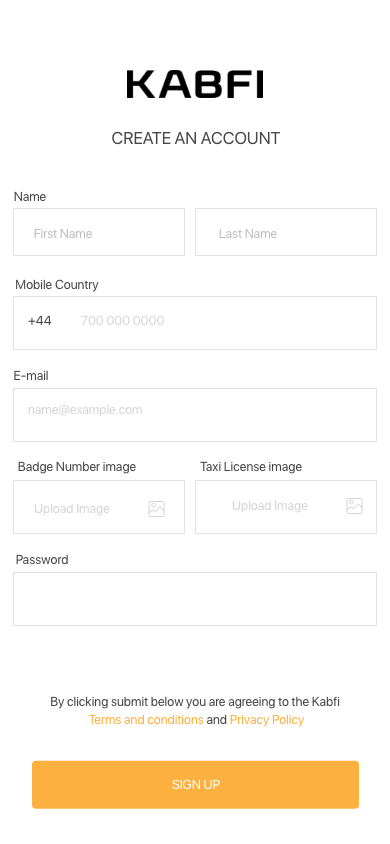 KABFI
CREATE AN ACCOUNT
Name
First Name
Last Name
Mobile Country
+44 700 000 0000
E-mail
name@example.com
Badge Number image
Taxi License image
Upload Image
Upload Image
Password
By clicking submit below you are agreeing to the Kabfi
Terms and conditions and Privacy Policy
SIGN UP